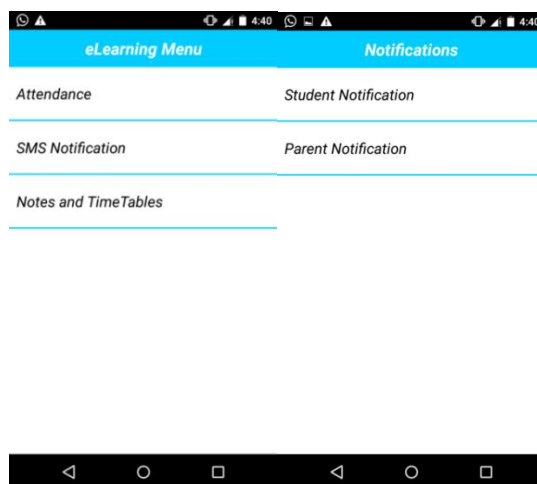 4:40
eLearning Menu
Attendance
SMS Notification
Notes and TimeTables
4:40
Notifications
Student Notification
Parent Notification